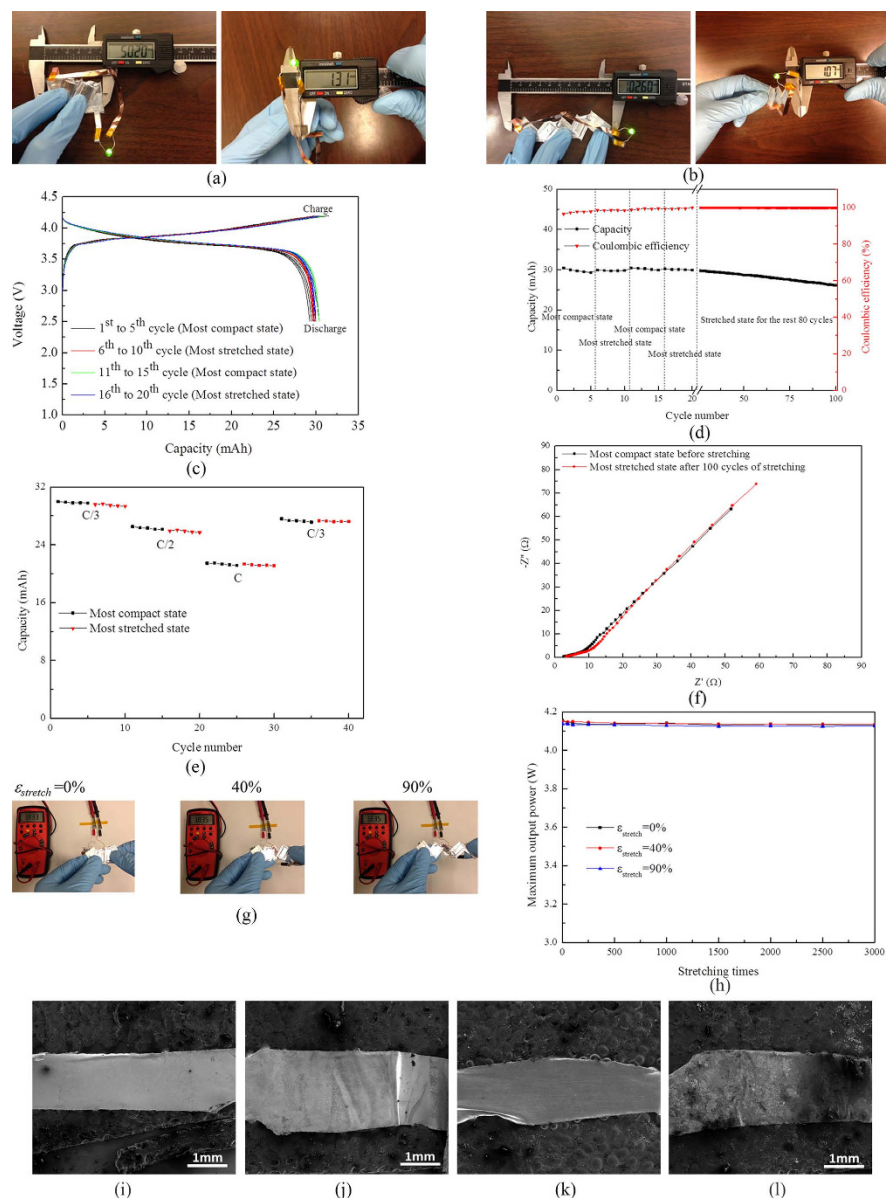 50.20
1.31
102.60
1.07
(a)
(b)
4.5
4.0
3.5
3.0
2.5
2.0
1.5
1.0
Voltage (V)
Charge
Discharge
1st to 5th cycle (Most compact state)
6th to 10th cycle (Most stretched state)
11th to 15th cycle (Most compact state)
16th to 20th cycle (Most stretched state)
0 5 10 15 20 25 30 35
Capacity (mAh)
(c)
50
45
40
35
30
25
20
15
10
5
0
Capacity (mAh)
100
80
60
40
20
0
Coulombic efficiency (%)
Capacity
Coulombic efficiency
Most compact state
Most stretched state
Most compact state
Most stretched state
Stretched state for the rest 80 cycles
0 5 10 15 20 50 75 100
Cycle number
(d)
32
24
16
8
0
Capacity (mAh)
C/3
C/2
C
C/3
Most compact state
Most stretched state
0 10 20 30 40
Cycle number
(e)
90
80
70
60
50
40
30
20
10
0
-Z" (Ω)
Most compact state before stretching
Most stretched state after 100 cycles of stretching
0 10 20 30 40 50 60 70 80 90
Z' (Ω)
(f)
εstretch=0%
40%
90%
(g)
4.2
4.0
3.8
3.6
3.4
3.2
3.0
Maximum output power (W)
εstretch=0%
εstretch=40%
εstretch=90%
0 500 1000 1500 2000 2500 3000
Stretching times
(h)
1mm
1mm
1mm
1mm
(i)
(j)
(k)
(l)